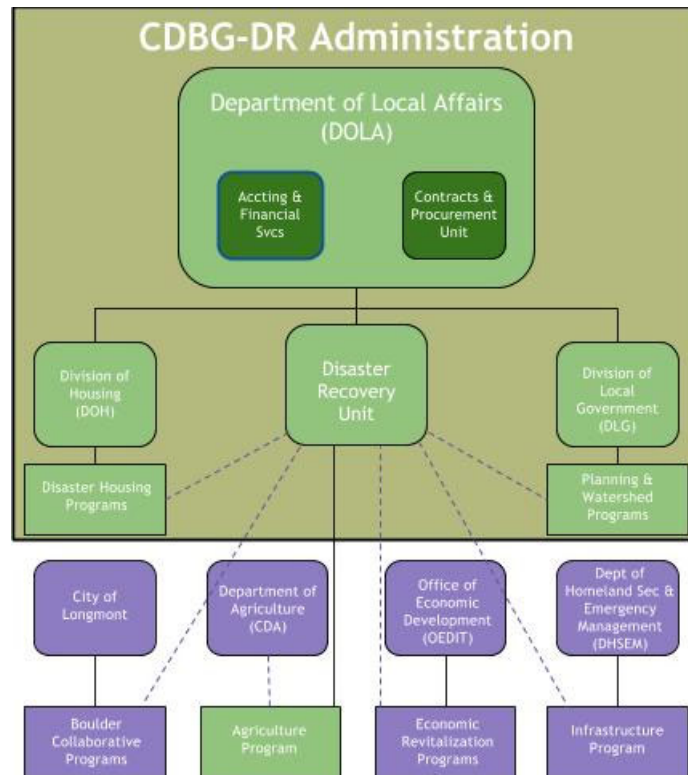 CDBG-DR Administration
Department of Local Affairs
(DOLA)
Accting &
Financial
Svcs
Contracts &
Procurement
Unit
Division of
Housing
(DOH)
Disaster
Recovery
Unit
Division of
Local
Government
(DLG)
Disaster Housing
Programs
Planning &
Watershed
Programs
City of
Longmont
Department of
Agriculture
(CDA)
Office of
Economic
Development
(OEDIT)
Dept of
Homeland Sec &
Emergency
Management
(DHSEM)
Boulder
Collaborative
Programs
Agriculture
Program
Economic
Revitalization
Programs
Infrastructure
Program